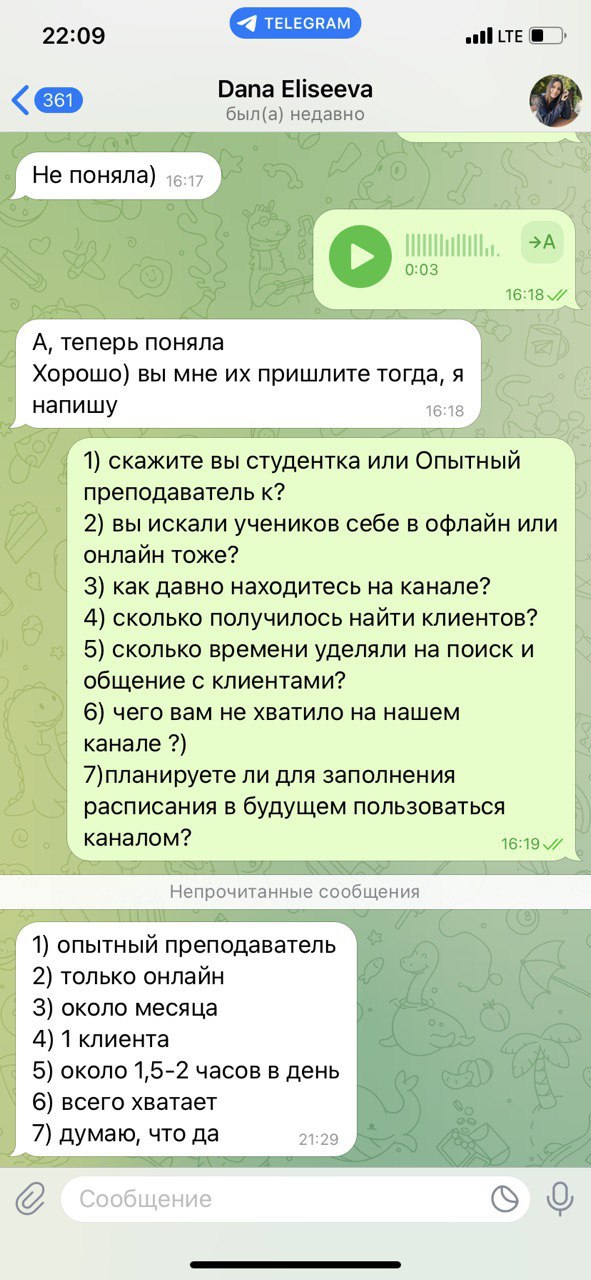 22:09
TELEGRAM
LTE
361
Dana Eliseeva
был(а) недавно
Не поняла)
16:17
→A
0:03
16:18
А, теперь поняла
Хорошо) вы мне их пришлите тогда, я
напишу
16:18
1) скажите вы студентка или Опытный
преподаватель к?
2) вы искали учеников себе в офлайн или
онлайн тоже?
3) как давно находитесь на канале?
4) сколько получилось найти клиентов?
5) сколько времени уделяли на поиск и
общение с клиентами?
6) чего вам не хватило на нашем
канале ?)
7)планируете ли для заполнения
расписания в будущем пользоваться
каналом?
16:19
Непрочитанные сообщения
1) опытный преподаватель
2) только онлайн
3) около месяца
4) 1 клиента
5) около 1,5-2 часов в день
6) всего хватает
7) думаю, что да
21:29
Сообщение